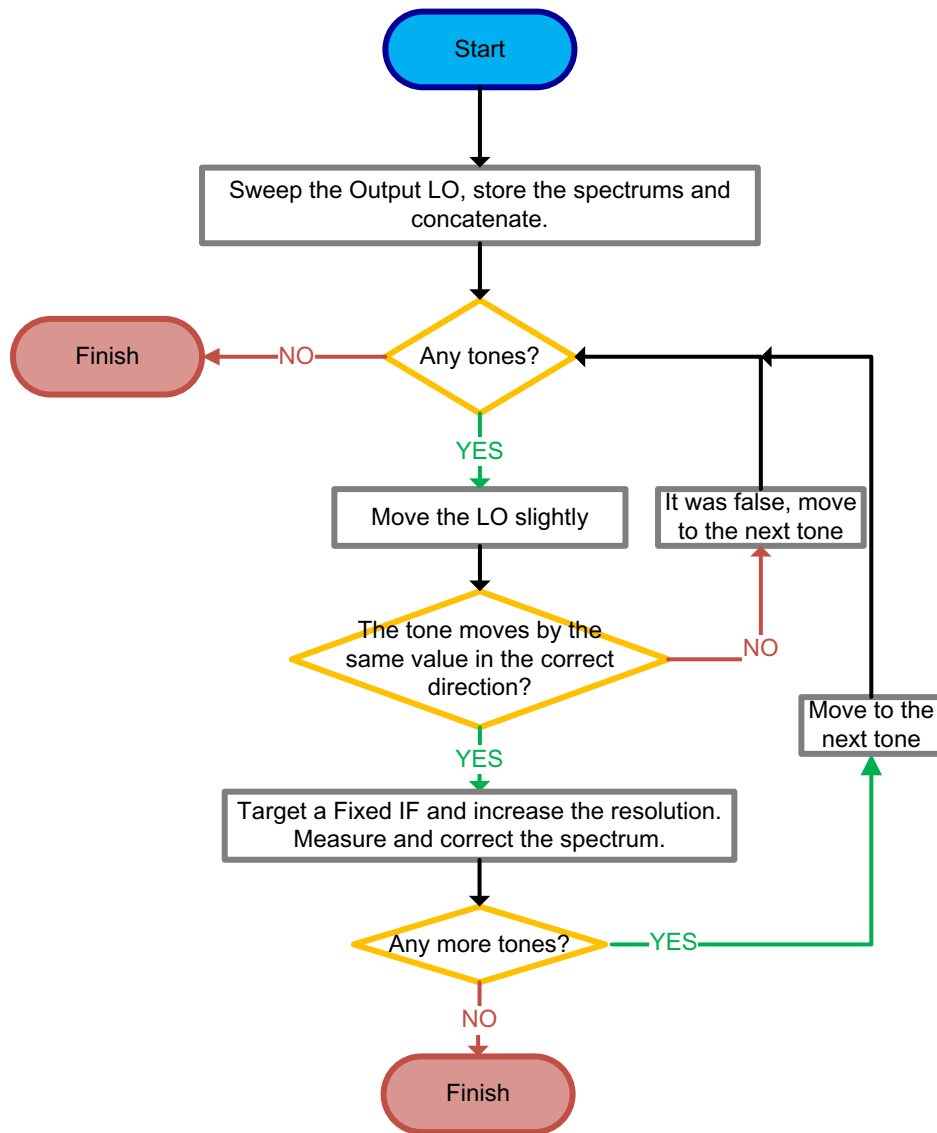 Start
Sweep the Output LO, store the spectrums and
concatenate.
Finish
NO
Any tones?
YES
Move the LO slightly
It was false, move
to the next tone
The tone moves by the
same value in the correct
direction?
NO
Move to the
next tone
YES
Target a Fixed IF and increase the resolution.
Measure and correct the spectrum.
Any more tones?
YES
NO
Finish